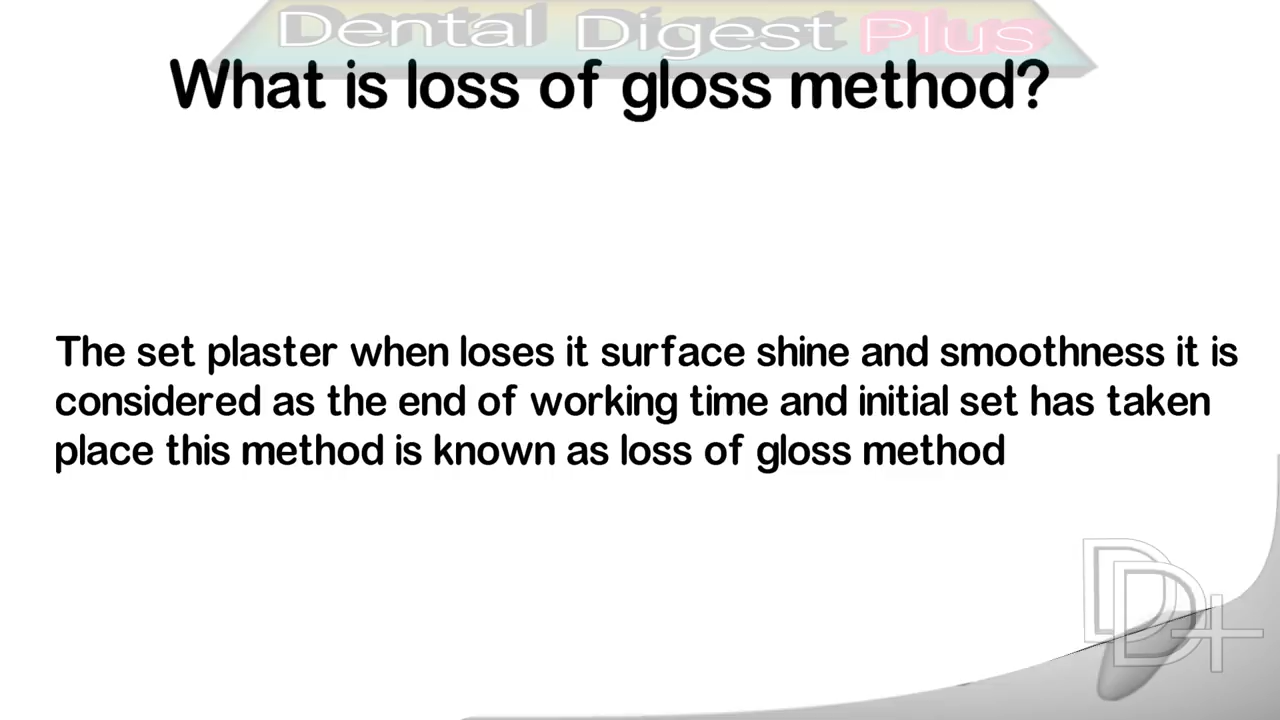 Dental Digest Plus
What is loss of gloss method?
The set plaster when loses it surface shine and smoothness it is
considered as the end of working time and initial set has taken
place this method is known as loss of gloss method
DD+